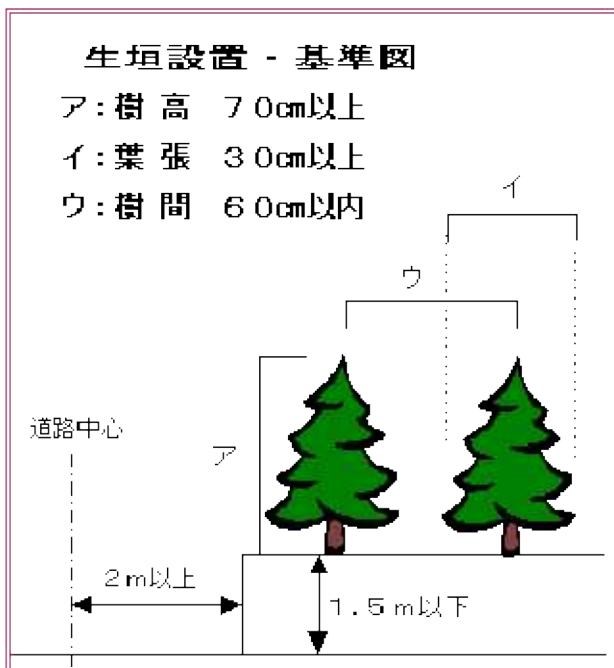 生垣設置 - 基準図
ア:樹高 70cm以上
イ:葉張 30cm以上
ウ:樹間 60cm以内
イ
ウ
道路中心
ア
2m以上
1.5m以下